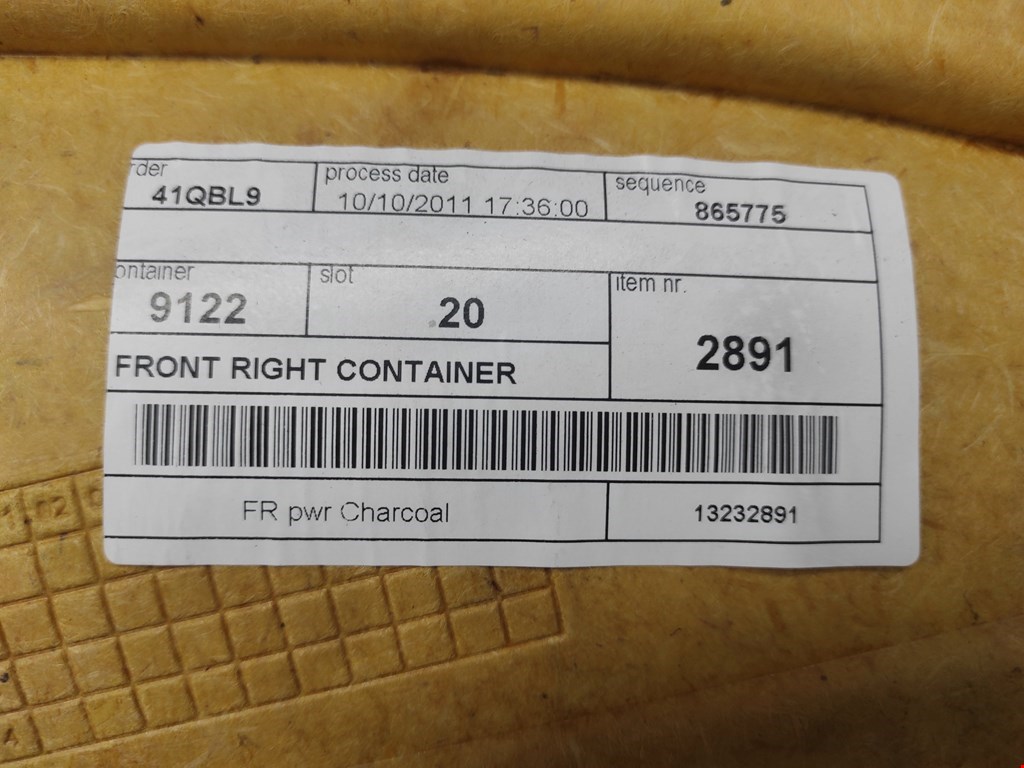 rder
process date
sequence
41QBL9
10/10/2011 17:36:00
865775
ontainer
slot
item nr.
9122
20
2891
FRONT RIGHT CONTAINER
FR pwr Charcoal
13232891